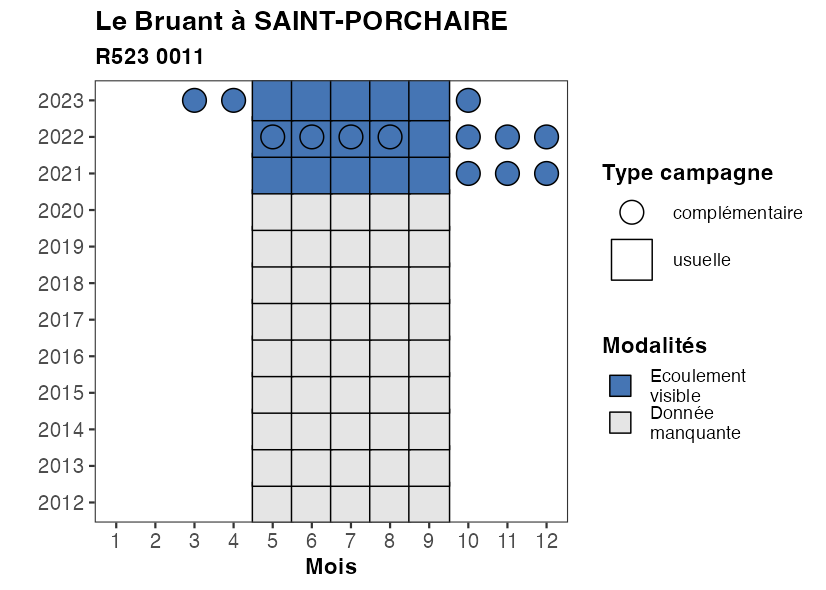 Le Bruant à SAINT-PORCHAIRE
R523 0011
2023
2022
2021
2020
2019
2018
2017
2016
2015
2014
2013
2012
1 2 3 4 5 6 7 8 9 10 11 12
Mois
Type campagne
complémentaire
usuelle
Modalités
Ecoulement
visible
Donnée
manquante